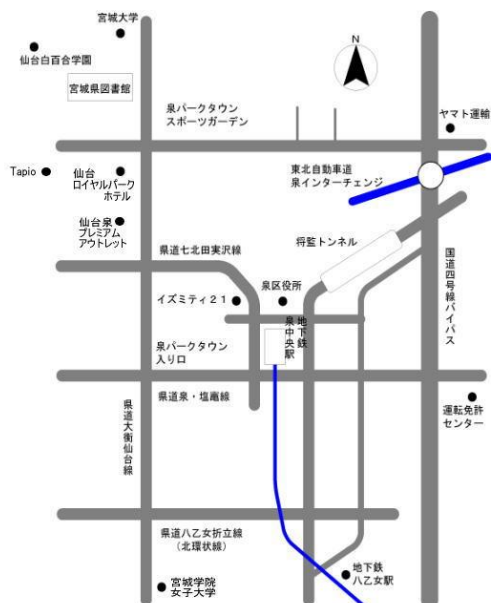 宮城大学
仙台白百合学園
宮城県図書館
N
泉パークタウン
スポーツガーデン
ヤマト運輸
Tapio
仙台
ロイヤルパーク
ホテル
東北自動車道
泉インターチェンジ
仙台泉
プレミアム
アウトレット
将監トンネル
県道七北田実沢線
国道四号線バイパス
イズミティ21
泉区役所
地下鉄
泉中央駅
泉パークタウン
入り口
県道泉・塩竈線
運転免許
センター
県道大衡仙台線
県道八乙女折立線
（北環状線）
宮城学院
女子大学
地下鉄
八乙女駅